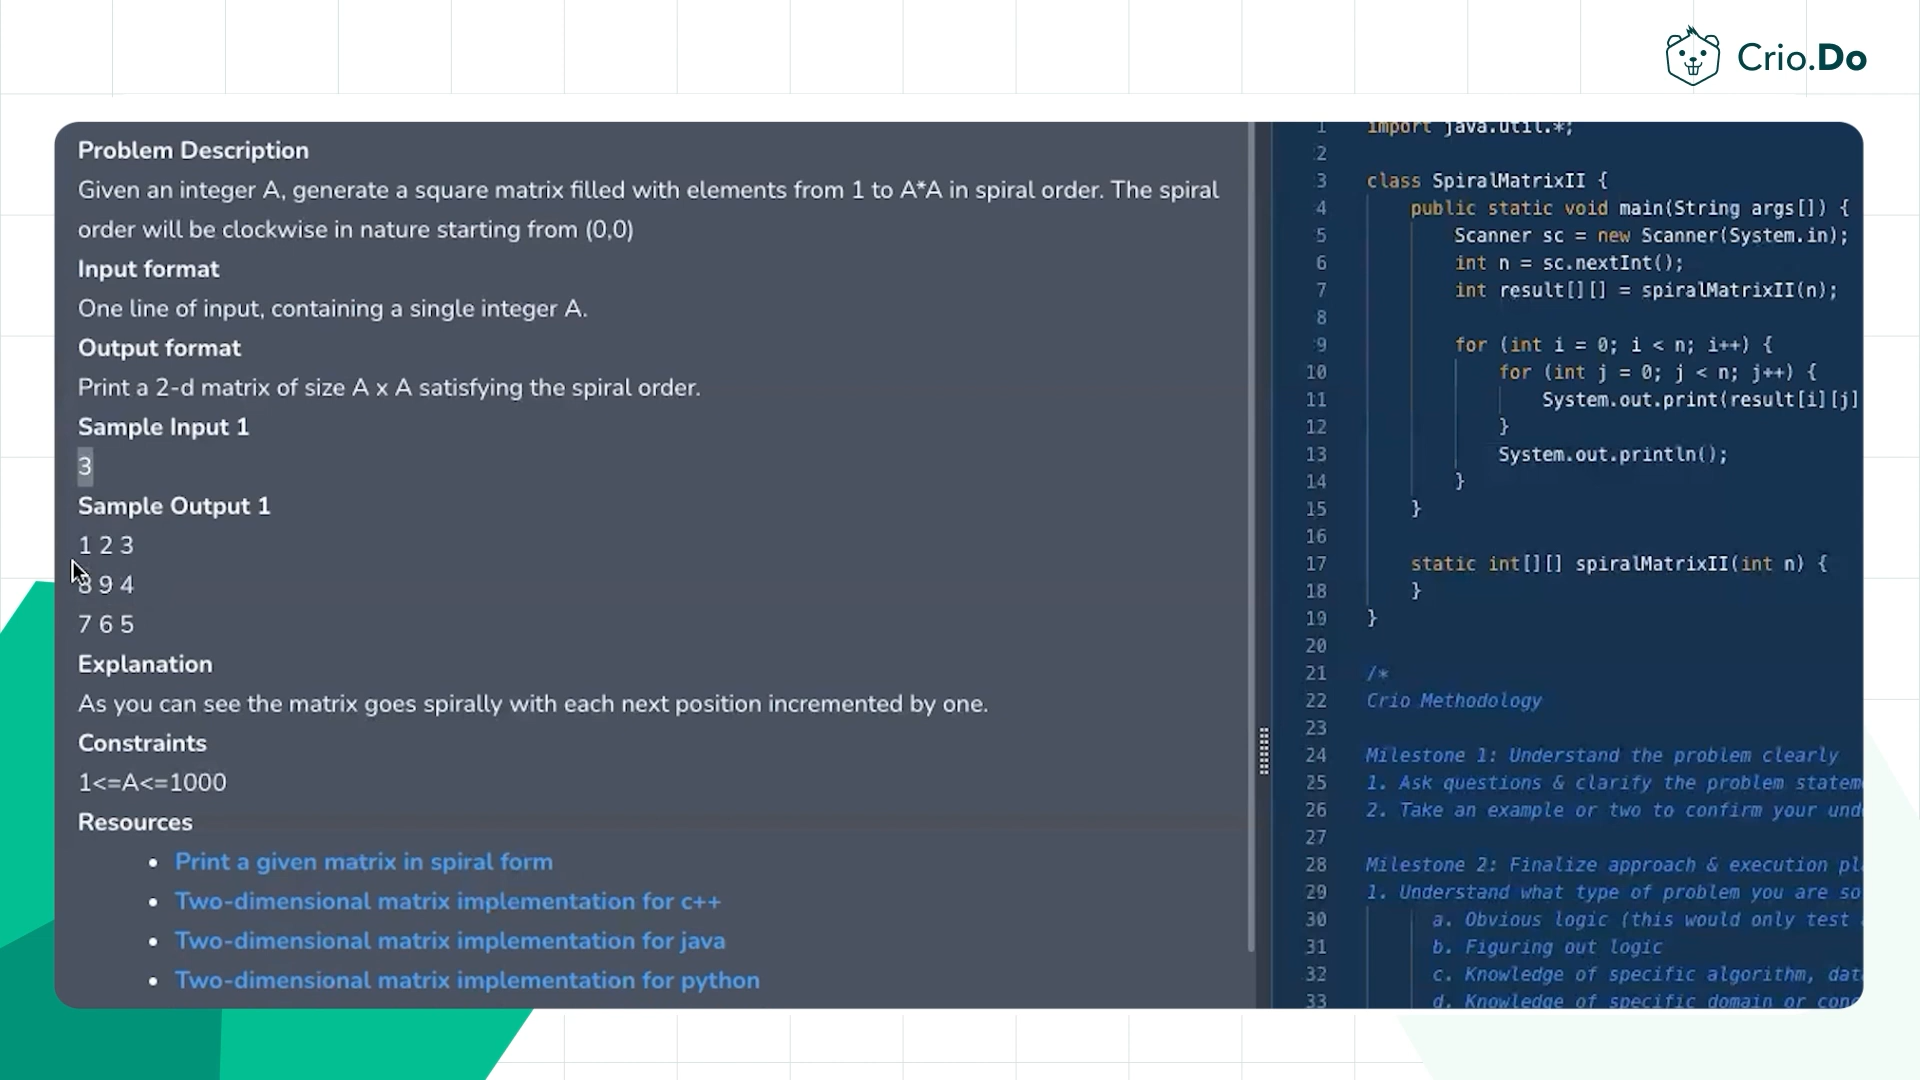 Crio.Do
Problem Description
Given an integer A, generate a square matrix filled with elements from 1 to A*A in spiral order. The spiral
order will be clockwise in nature starting from (0,0)
Input format
One line of input, containing a single integer A.
Output format
Print a 2-d matrix of size A x A satisfying the spiral order.
Sample Input 1
3
Sample Output 1
1 2 3
8 9 4
7 6 5
Explanation
As you can see the matrix goes spirally with each next position incremented by one.
Constraints
1<=A<=1000
Resources
• Print a given matrix in spiral form
• Two-dimensional matrix implementation for c++
• Two-dimensional matrix implementation for java
• Two-dimensional matrix implementation for python
1 import java.util.*;
2
3 class SpiralMatrixII {
4 public static void main(String args[]) {
5 Scanner sc = new Scanner(System.in);
6 int n = sc.nextInt();
7 int result[][] = spiralMatrixII(n);
8
9 for (int i = 0; i < n; i++) {
10 for (int j = 0; j < n; j++) {
11 System.out.print(result[i][j]
12 }
13 System.out.println();
14 }
15 }
16
17 static int[][] spiralMatrixII(int n) {
18 }
19 }
20
21 /*
22 Crio Methodology
23
24 Milestone 1: Understand the problem clearly
25 1. Ask questions & clarify the problem statem
26 2. Take an example or two to confirm your und
27
28 Milestone 2: Finalize approach & execution pl
29 1. Understand what type of problem you are so
30 a. Obvious logic (this would only test
31 b. Figuring out logic
32 c. Knowledge of specific algorithm, dat
33 d. Knowledge of specific domain or conc